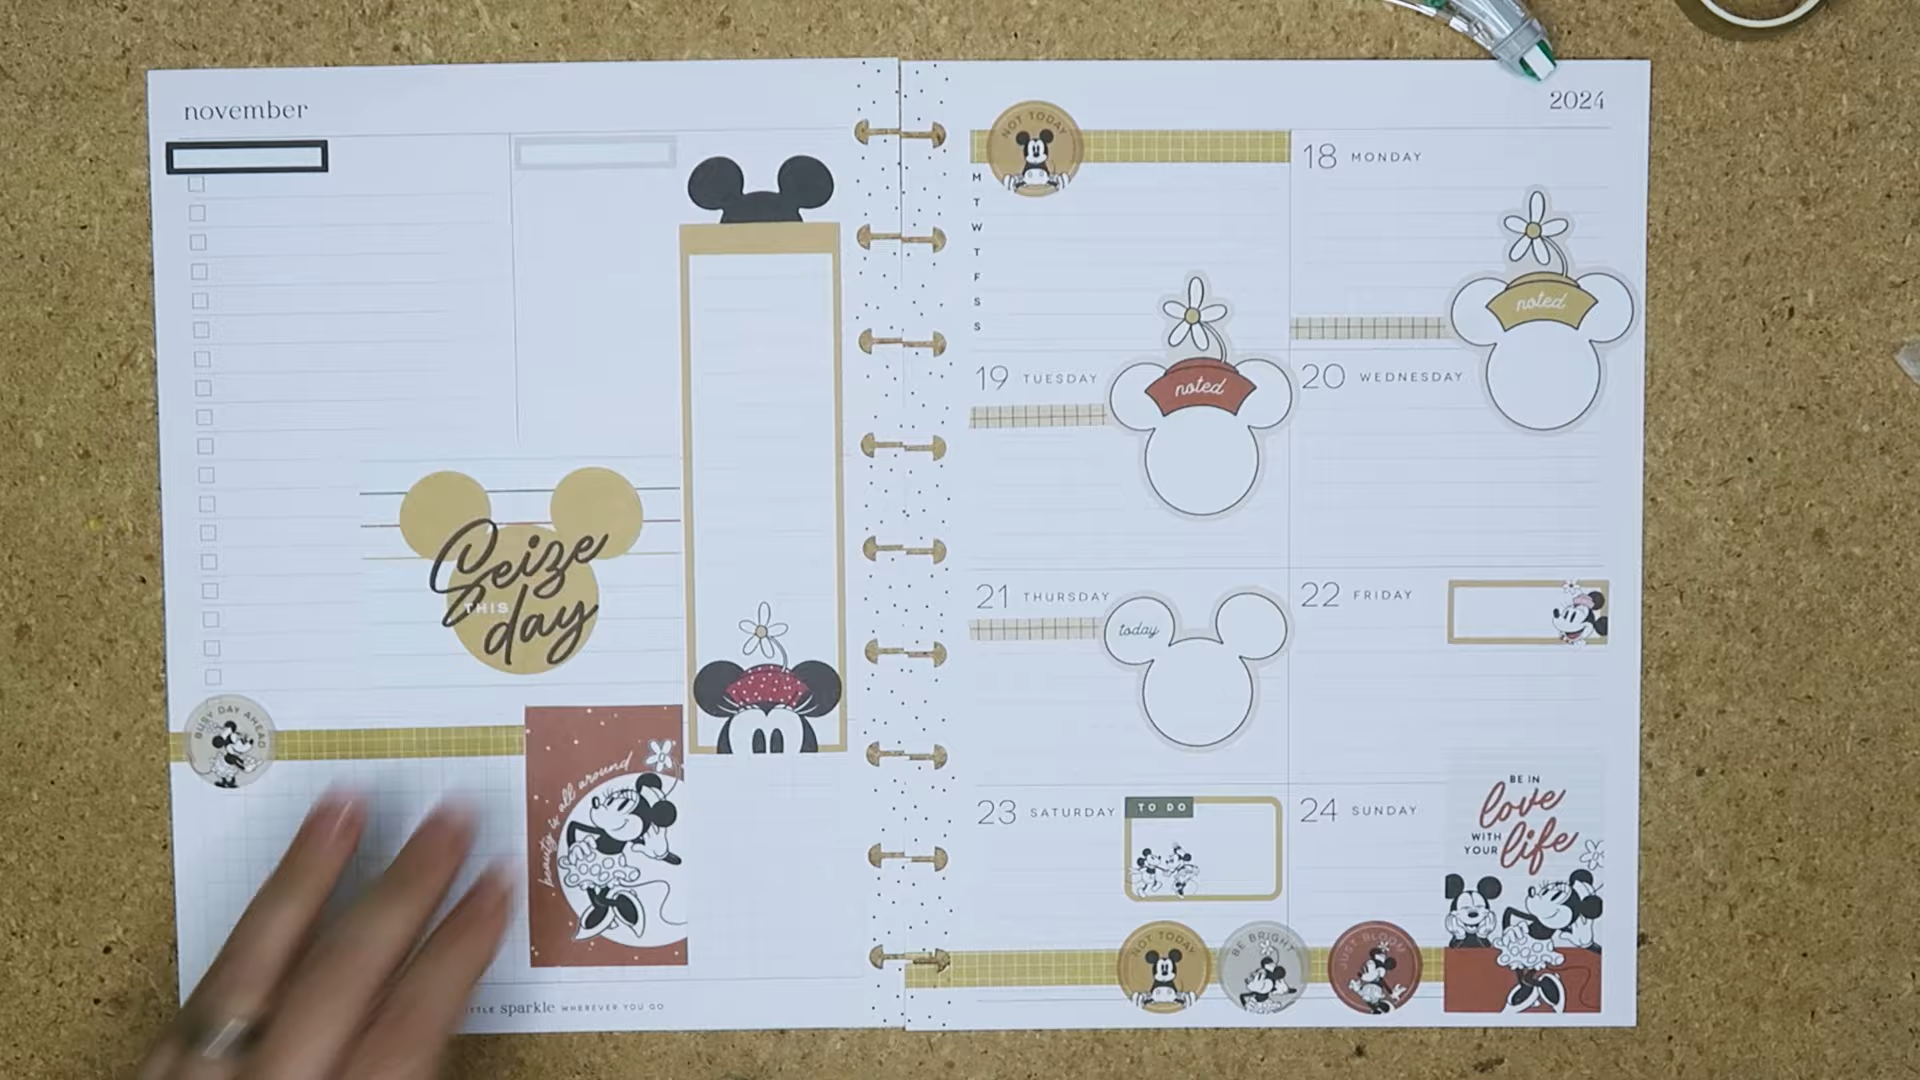 november
Seize
THIS
day
BUSY DAY AHEAD
beauty is all around
sparkle WHEREVER YOU GO
2024
NOT TODAY
M
T
W
T
F
S
S
18 MONDAY
noted
19 TUESDAY
noted
20 WEDNESDAY
21 THURSDAY
today
22 FRIDAY
23 SATURDAY
TO DO
24 SUNDAY
BE IN
love
WITH
YOUR life
NOT TODAY
BE BRIGHT
JUST BLOOM